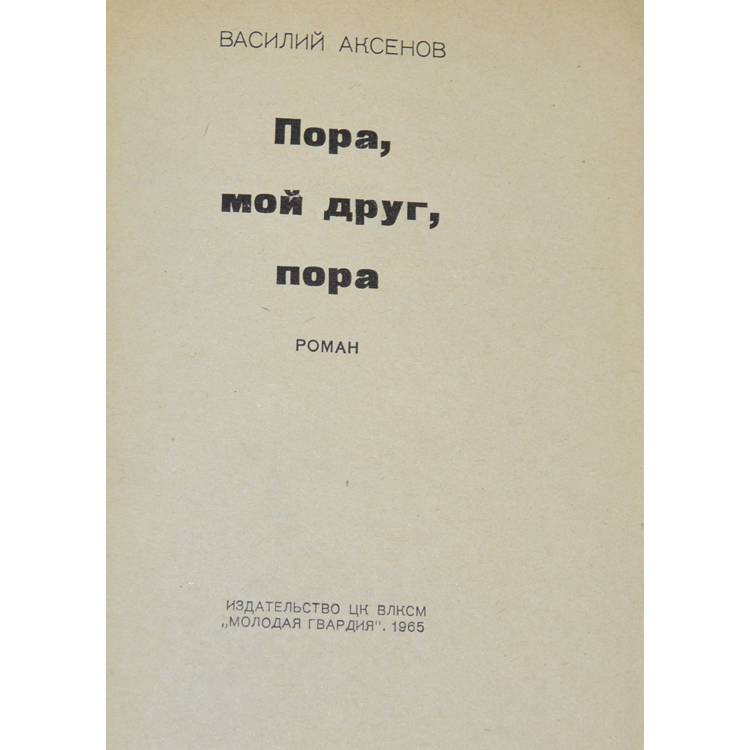 ВАСИЛИЙ АКСЕНОВ
Пора,
мой друг,
пора
РОМАН
ИЗДАТЕЛЬСТВО ЦК ВЛКСМ
„МОЛОДАЯ ГВАРДИЯ". 1965